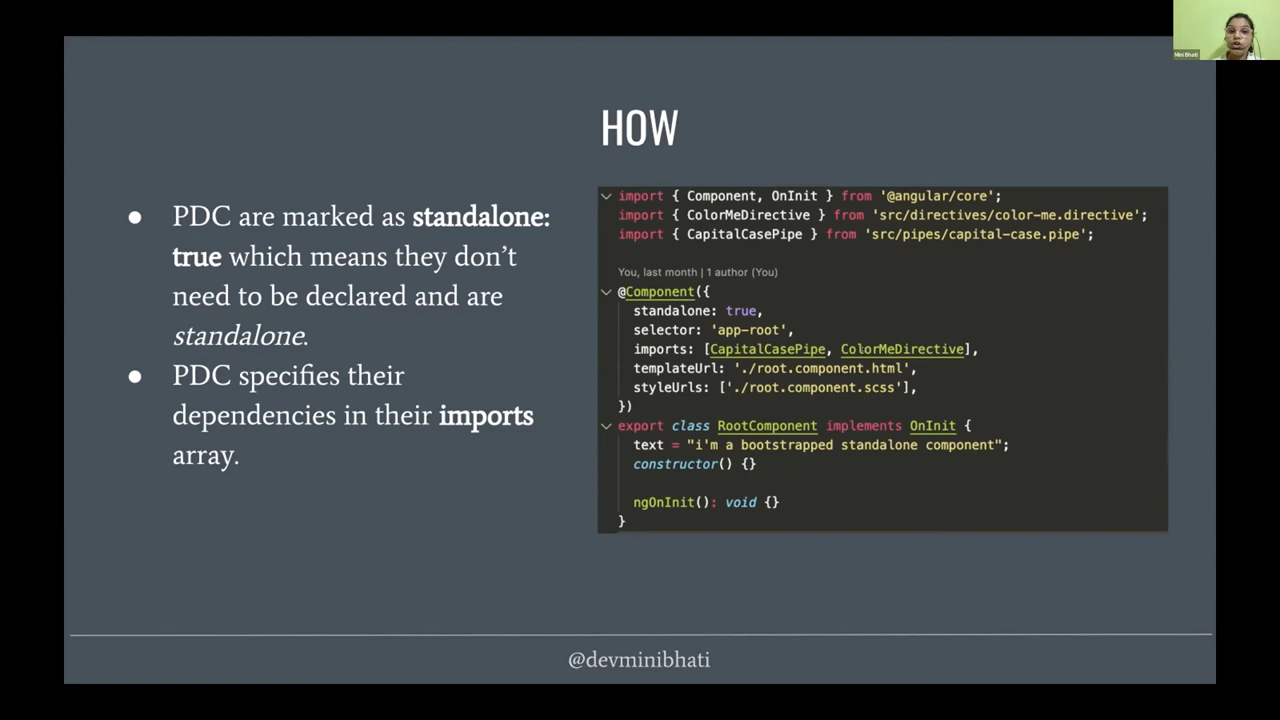 Mini Bhati
HOW
● PDC are marked as standalone:
true which means they don't
need to be declared and are
standalone.
● PDC specifies their
dependencies in their imports
array.
import { Component, OnInit } from '@angular/core';
import { ColorMeDirective } from 'src/directives/color-me.directive';
import { CapitalCasePipe } from 'src/pipes/capital-case.pipe';
You, last month | 1 author (You)
@Component({
standalone: true,
selector: 'app-root',
imports: [CapitalCasePipe, ColorMeDirective],
templateUrl: './root.component.html',
styleUrls: ['./root.component.scss'],
})
export class RootComponent implements OnInit {
text = "i'm a bootstrapped standalone component";
constructor() {}
ngOnInit(): void {}
}
@devminibhati